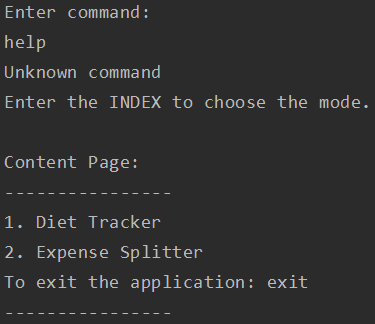 Enter command:
help
Unknown command
Enter the INDEX to choose the mode.
Content Page:
----------------
1. Diet Tracker
2. Expense Splitter
To exit the application: exit
----------------